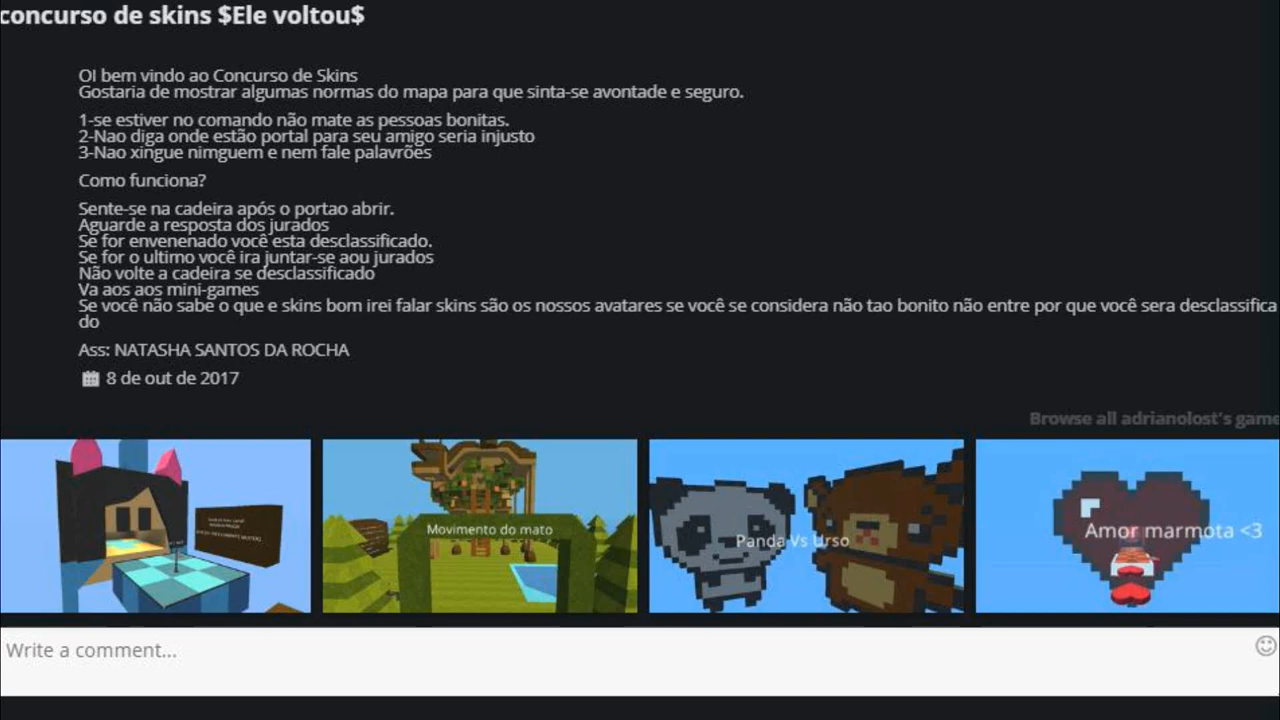 concurso de skins $Ele voltou$
OI bem vindo ao Concurso de Skins
Gostaria de mostrar algumas normas do mapa para que sinta-se avontade e seguro.
1-se estiver no comando não mate as pessoas bonitas.
2-Nao diga onde estão portal para seu amigo seria injusto
3-Nao xingue nimguem e nem fale palavrões
Como funciona?
Sente-se na cadeira após o portao abrir.
Aguarde a resposta dos jurados
Se for envenenado você esta desclassificado.
Se for o ultimo você ira juntar-se aou jurados
Não volte a cadeira se desclassificado
Va aos aos mini-games
Se você não sabe o que e skins bom irei falar skins são os nossos avatares se você se considera não tao bonito não entre por que você sera desclassifica
do
Ass: NATASHA SANTOS DA ROCHA
8 de out de 2017
Browse all adrianolost's game
Movimento do mato
Panda Vs Urso
Amor marmota <3
Write a comment...